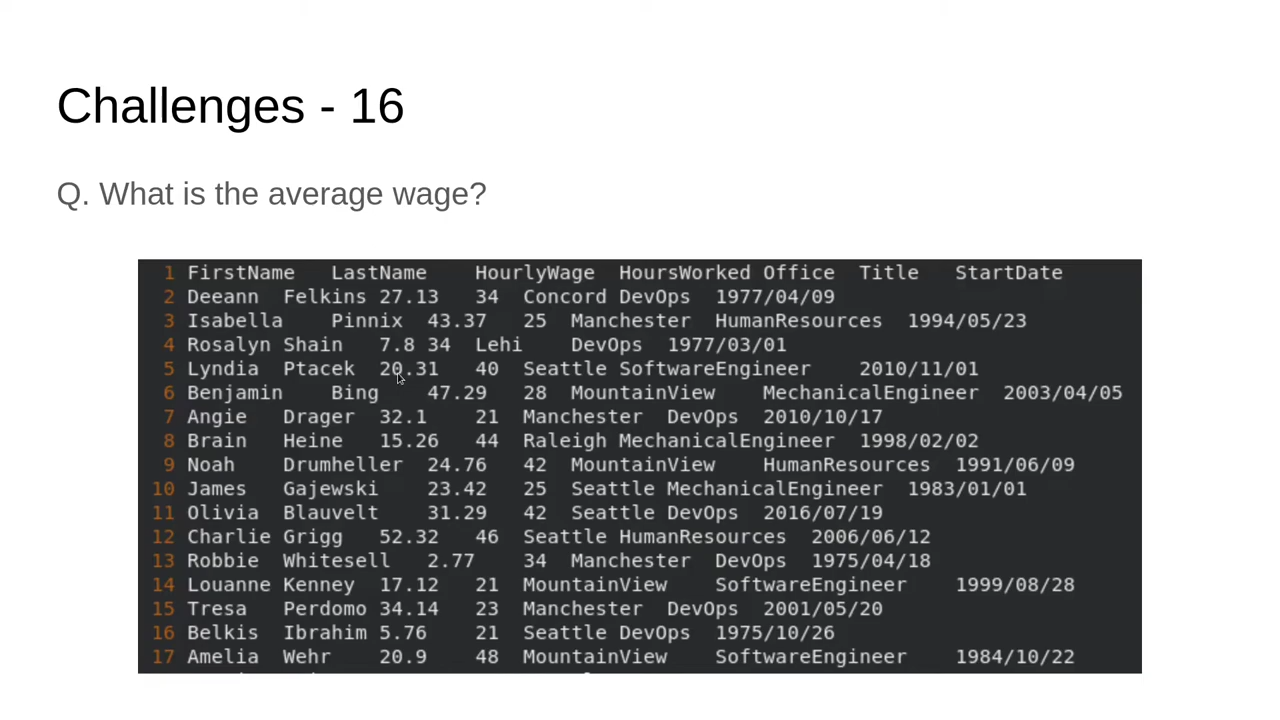 Challenges - 16
Q. What is the average wage?
1 FirstName LastName HourlyWage HoursWorked Office Title StartDate
2 Deeann Felkins 27.13 34 Concord DevOps 1977/04/09
3 Isabella Pinnix 43.37 25 Manchester HumanResources 1994/05/23
4 Rosalyn Shain 7.8 34 Lehi DevOps 1977/03/01
5 Lyndia Ptacek 20.31 40 Seattle SoftwareEngineer 2010/11/01
6 Benjamin Bing 47.29 28 MountainView MechanicalEngineer 2003/04/05
7 Angie Drager 32.1 21 Manchester DevOps 2010/10/17
8 Brain Heine 15.26 44 Raleigh MechanicalEngineer 1998/02/02
9 Noah Drumheller 24.76 42 MountainView HumanResources 1991/06/09
10 James Gajewski 23.42 25 Seattle MechanicalEngineer 1983/01/01
11 Olivia Blauvelt 31.29 42 Seattle DevOps 2016/07/19
12 Charlie Grigg 52.32 46 Seattle HumanResources 2006/06/12
13 Robbie Whitesell 2.77 34 Manchester DevOps 1975/04/18
14 Louanne Kenney 17.12 21 MountainView SoftwareEngineer 1999/08/28
15 Tresa Perdomo 34.14 23 Manchester DevOps 2001/05/20
16 Belkis Ibrahim 5.76 21 Seattle DevOps 1975/10/26
17 Amelia Wehr 20.9 48 MountainView SoftwareEngineer 1984/10/22